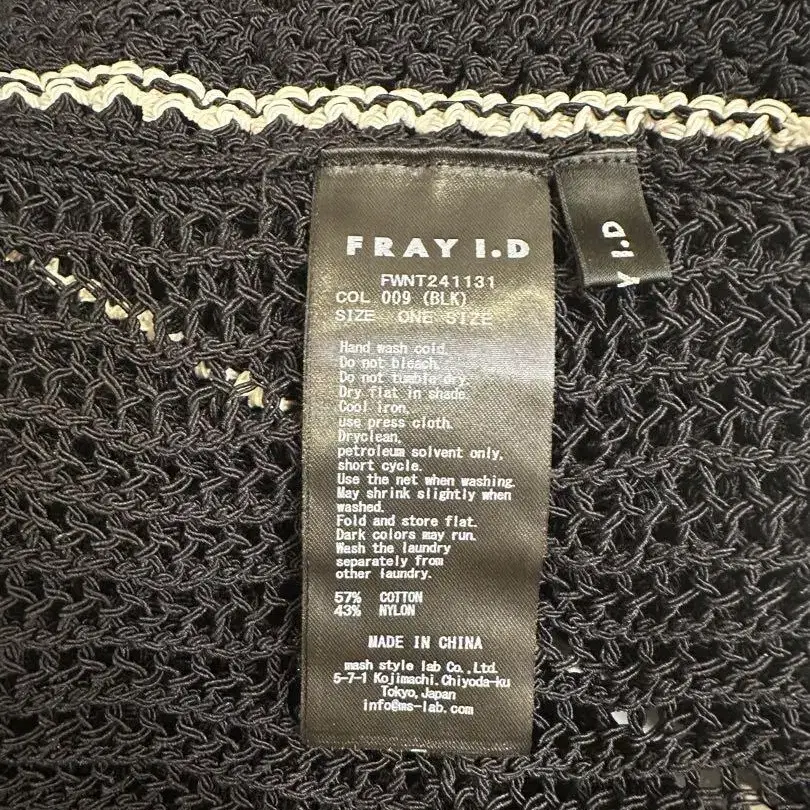 FRAY I.D
FWNT241131
COL 009 (BLK)
SIZE ONE SIZE
Hand wash cold.
Do not bleach.
Do not tumble dry.
Dry flat in shade.
Cool iron.
use press cloth.
Dryclean,
petroleum solvent only,
short cycle.
Use the net when washing.
May shrink slightly when
washed.
Fold and store flat.
Dark colors may run.
Wash the laundry
separately from
other laundry.
57% COTTON
43% NYLON
MADE IN CHINA
mash style lab Co.,Ltd.
5-7-1 Kojimachi,Chiyoda-ku
Tokyo,Japan
info@ms-lab.com
Y I.D